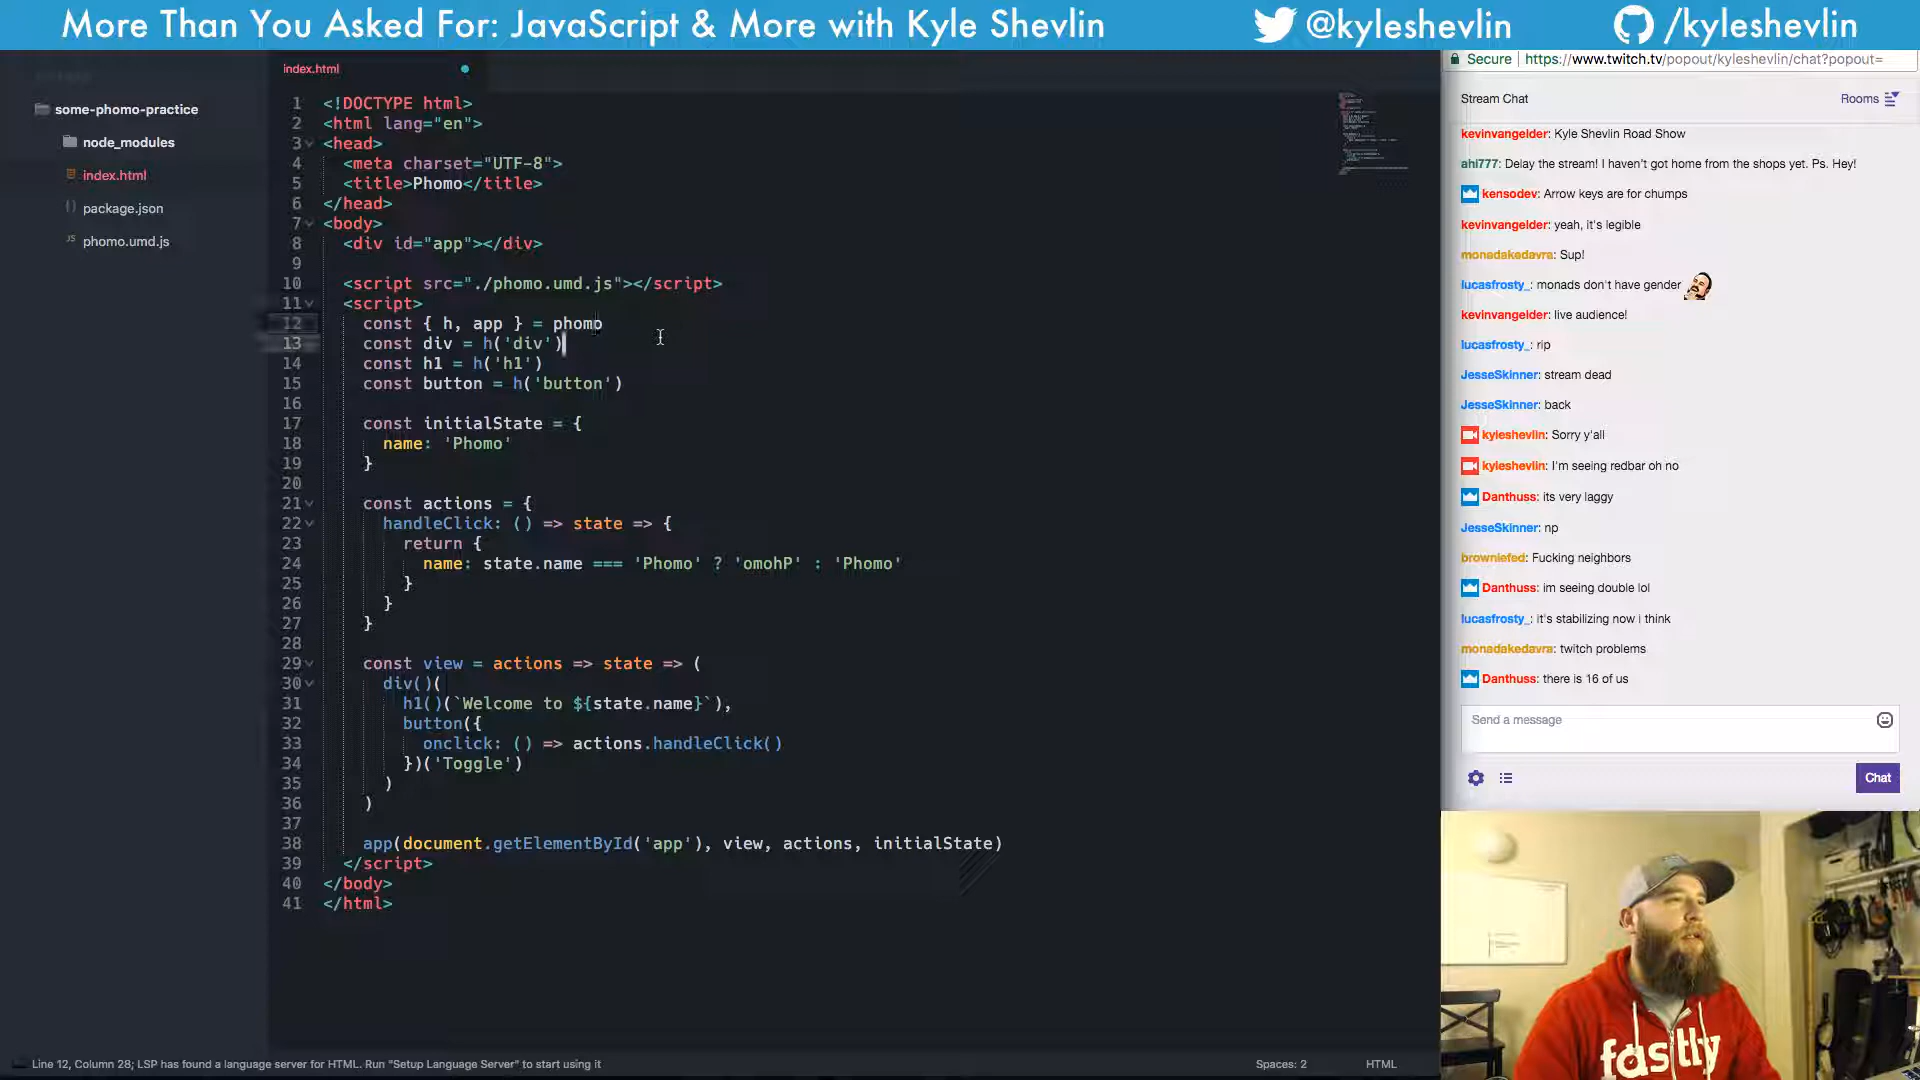 More Than You Asked For: JavaScript & More with Kyle Shevlin
@kyleshevlin
/kyleshevlin
some-phomo-practice
node_modules
index.html
package.json
phomo.umd.js
index.html
1 <!DOCTYPE html>
2 <html lang="en">
3 <head>
4 <meta charset="UTF-8">
5 <title>Phomo</title>
6 </head>
7 <body>
8 <div id="app"></div>
9
10 <script src="./phomo.umd.js"></script>
11 <script>
12 const { h, app } = phomo
13 const div = h('div')
14 const h1 = h('h1')
15 const button = h('button')
16
17 const initialState = {
18 name: 'Phomo'
19 }
20
21 const actions = {
22 handleClick: () => state => {
23 return {
24 name: state.name === 'Phomo' ? 'omohP' : 'Phomo'
25 }
26 }
27 }
28
29 const view = actions => state => (
30 div()(
31 h1()(`Welcome to ${state.name}`),
32 button({
33 onclick: () => actions.handleClick()
34 })('Toggle')
35 )
36 )
37
38 app(document.getElementById('app'), view, actions, initialState)
39 </script>
40 </body>
41 </html>
Line 12, Column 28; LSP has found a language server for HTML. Run "Setup Language Server" to start using it
Spaces: 2
HTML
Secure
https://www.twitch.tv/popout/kyleshevlin/chat?popout=
Stream Chat
Rooms
kevinvangelder: Kyle Shevlin Road Show
ahi777: Delay the stream! I haven't got home from the shops yet. Ps. Hey!
kensodev: Arrow keys are for chumps
kevinvangelder: yeah, it's legible
monadakedavra: Sup!
lucasfrosty_: monads don't have gender
kevinvangelder: live audience!
lucasfrosty_: rip
JesseSkinner: stream dead
JesseSkinner: back
kyleshevlin: Sorry y'all
kyleshevlin: I'm seeing redbar oh no
Danthuss: its very laggy
JesseSkinner: np
browniefed: Fucking neighbors
Danthuss: im seeing double lol
lucasfrosty_: it's stabilizing now i think
monadakedavra: twitch problems
Danthuss: there is 16 of us
Send a message
Chat
fastly